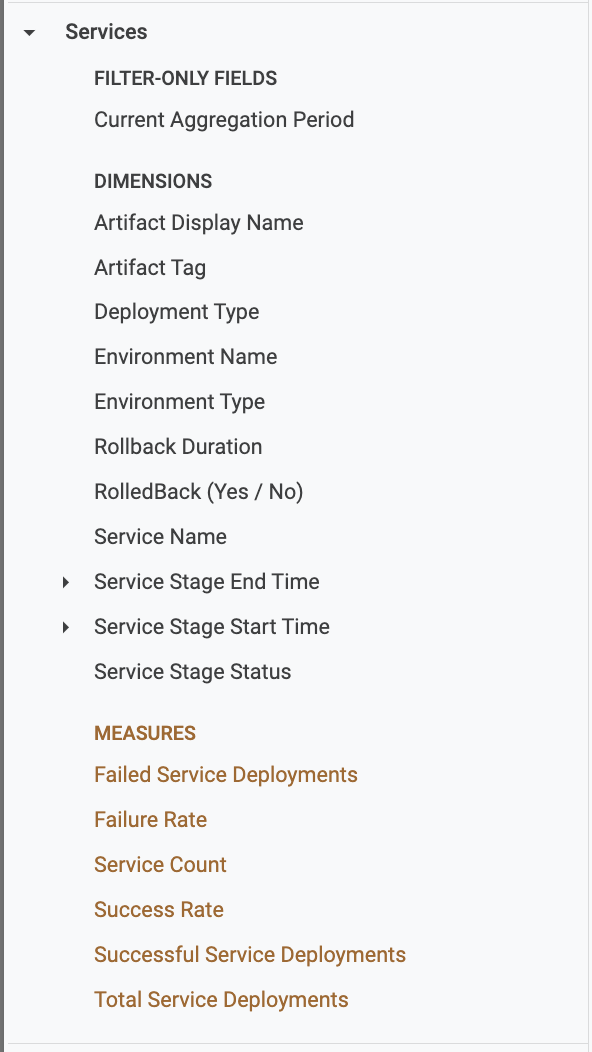 Services
FILTER-ONLY FIELDS
Current Aggregation Period
DIMENSIONS
Artifact Display Name
Artifact Tag
Deployment Type
Environment Name
Environment Type
Rollback Duration
RolledBack (Yes / No)
Service Name
Service Stage End Time
Service Stage Start Time
Service Stage Status
MEASURES
Failed Service Deployments
Failure Rate
Service Count
Success Rate
Successful Service Deployments
Total Service Deployments